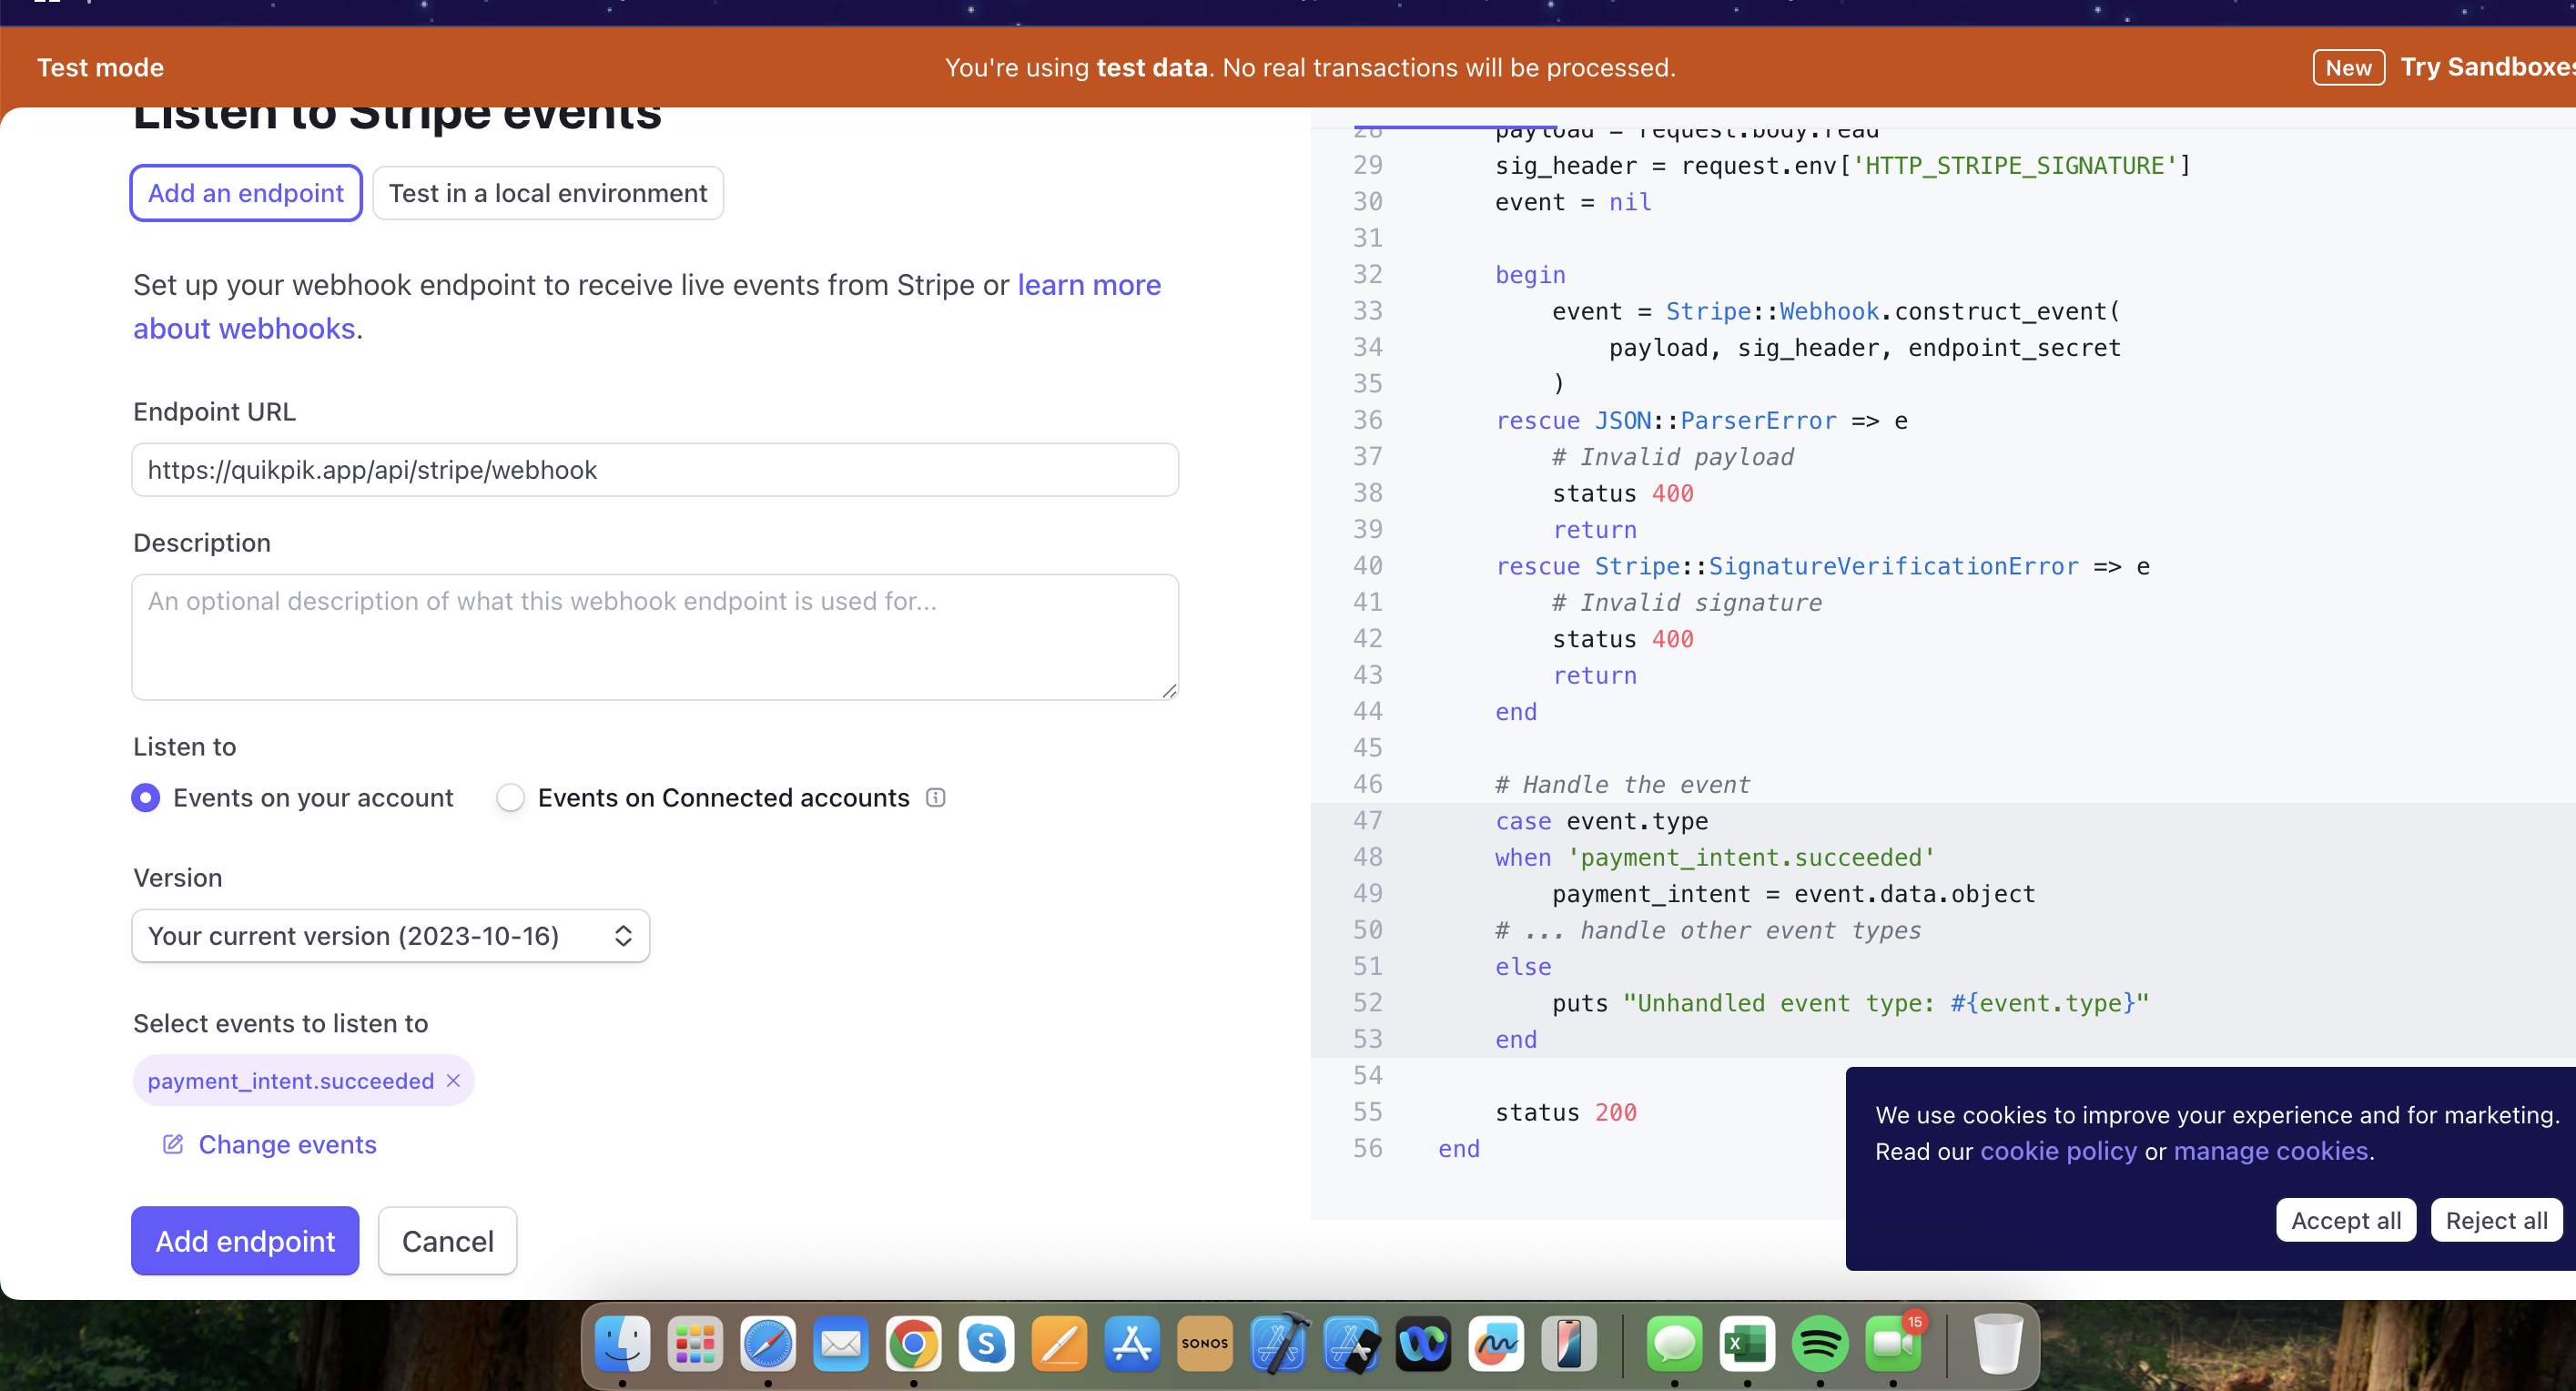 Test mode
You're using test data. No real transactions will be processed.
New Try Sandboxes
Listen to Stripe events
Add an endpoint
Test in a local environment
Set up your webhook endpoint to receive live events from Stripe or learn more
about webhooks.
Endpoint URL
https://quikpik.app/api/stripe/webhook
Description
An optional description of what this webhook endpoint is used for...
Listen to
Events on your account
Events on Connected accounts
Version
Your current version (2023-10-16)
Select events to listen to
payment_intent.succeeded
Change events
Add endpoint
Cancel
28 payload = request.body.read
29 sig_header = request.env['HTTP_STRIPE_SIGNATURE']
30 event = nil
31
32 begin
33 event = Stripe::Webhook.construct_event(
34 payload, sig_header, endpoint_secret
35 )
36 rescue JSON::ParserError => e
37 # Invalid payload
38 status 400
39 return
40 rescue Stripe::SignatureVerificationError => e
41 # Invalid signature
42 status 400
43 return
44 end
45
46 # Handle the event
47 case event.type
48 when 'payment_intent.succeeded'
49 payment_intent = event.data.object
50 # ... handle other event types
51 else
52 puts "Unhandled event type: #{event.type}"
53 end
54
55 status 200
56 end
We use cookies to improve your experience and for marketing.
Read our cookie policy or manage cookies.
Accept all
Reject all
SONOS
15